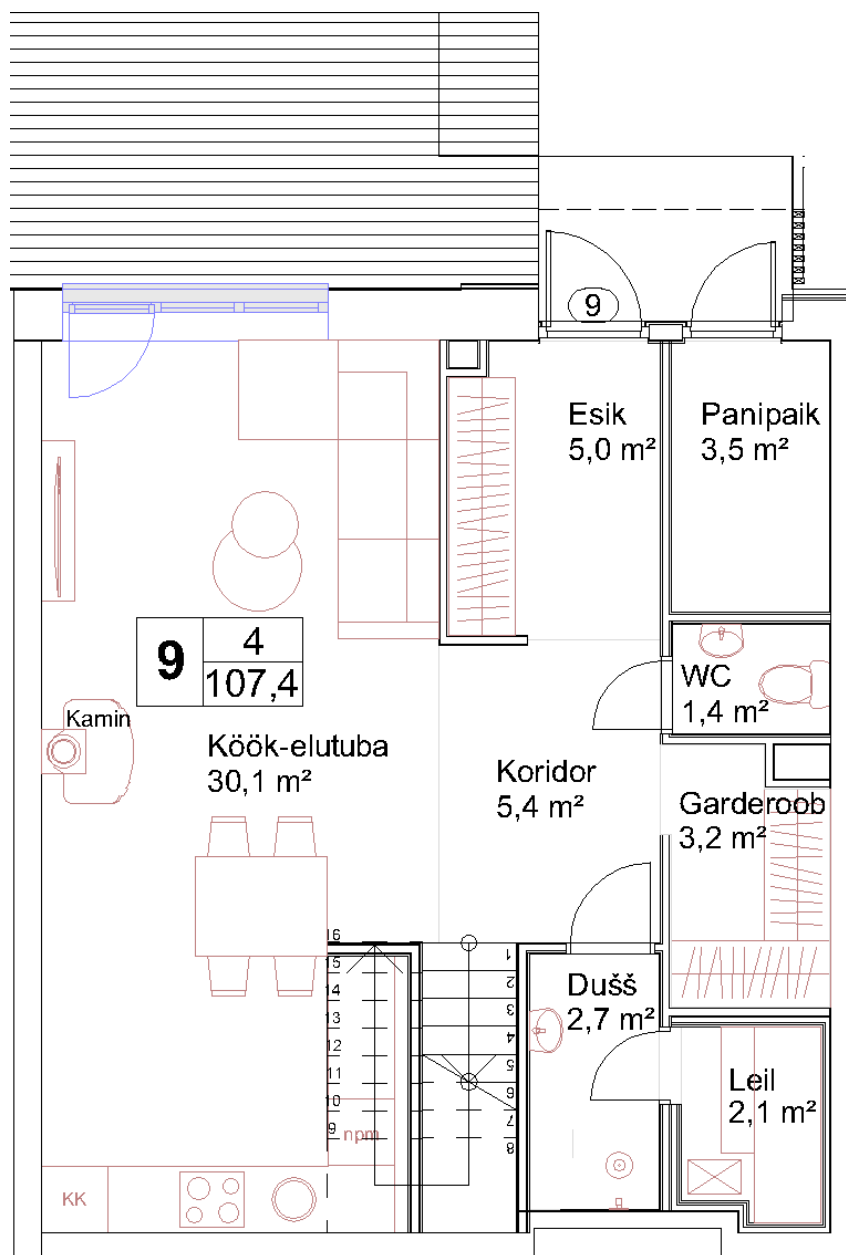 9
Esik
5,0 m²
Panipaik
3,5 m²
9
4
107,4
WC
1,4 m²
Kamin
Köök-elutuba
30,1 m²
Koridor
5,4 m²
Garderoob
3,2 m²
16
15
14
13
12
11
10
9
1
2
3
4
5
6
7
8
Dušš
2,7 m²
Leil
2,1 m²
npm
KK